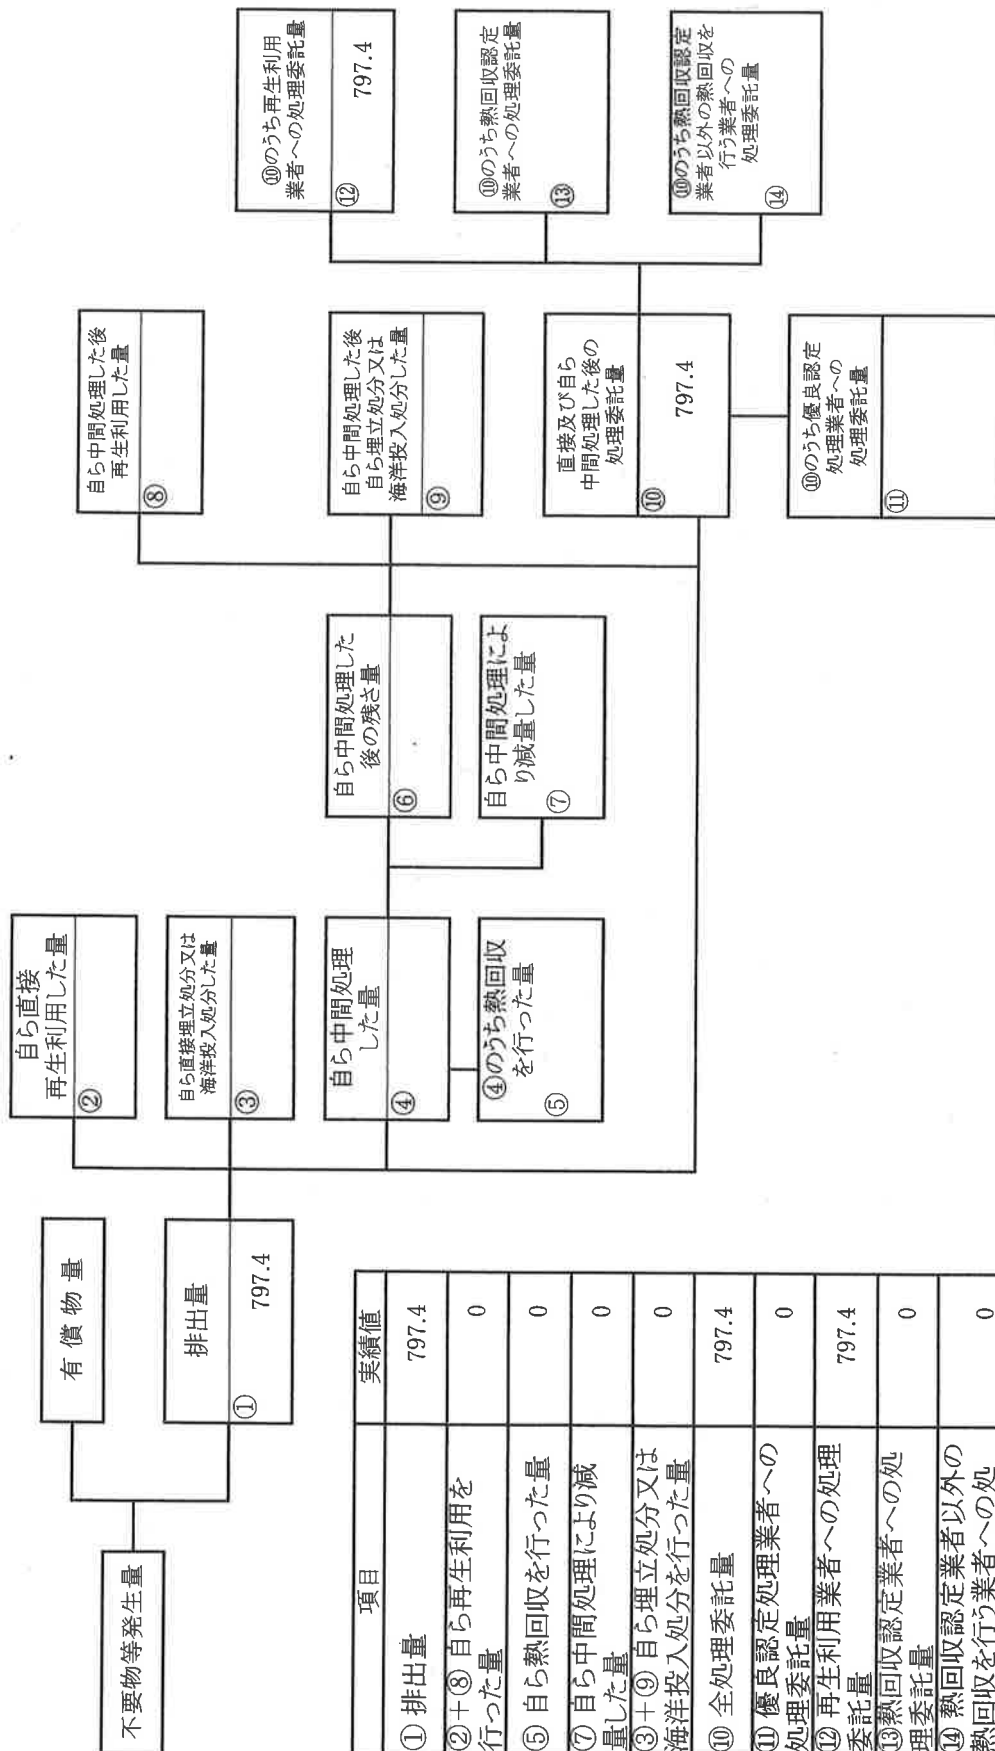 不要物等発生量
有償物量
排出量
①
797.4
自ら直接
再生利用した量
②
自ら直接埋立処分又は
海洋投入処分した量
③
自ら中間処理
した量
④
④のうち熱回収
を行った量
⑤
自ら中間処理した
後の残さ量
⑥
自ら中間処理によ
り減量した量
⑦
自ら中間処理した後
再生利用した量
⑧
自ら中間処理した後
自ら埋立処分又は
海洋投入処分した量
⑨
直接及び自ら
中間処理した後の
処理委託量
⑩
797.4
⑩のうち優良認定
処理業者への
処理委託量
⑪
⑩のうち再生利用
業者への処理委託量
⑫
797.4
⑩のうち熱回収認定
業者への処理委託量
⑬
⑩のうち熱回収認定
業者以外の熱回収を
行う業者への
処理委託量
⑭
項目 実績値
① 排出量 797.4
②+⑧ 自ら再生利用を
行った量 0
⑤ 自ら熱回収を行った量 0
⑦ 自ら中間処理により減
量した量 0
③+⑨ 自ら埋立処分又は
海洋投入処分を行った量 0
⑩ 全処理委託量 797.4
⑪ 優良認定処理業者への
処理委託量 0
⑫ 再生利用業者への処理
委託量 797.4
⑬熱回収認定業者への処
理委託量 0
⑭ 熱回収認定業者以外の
熱回収を行う業者への処 0